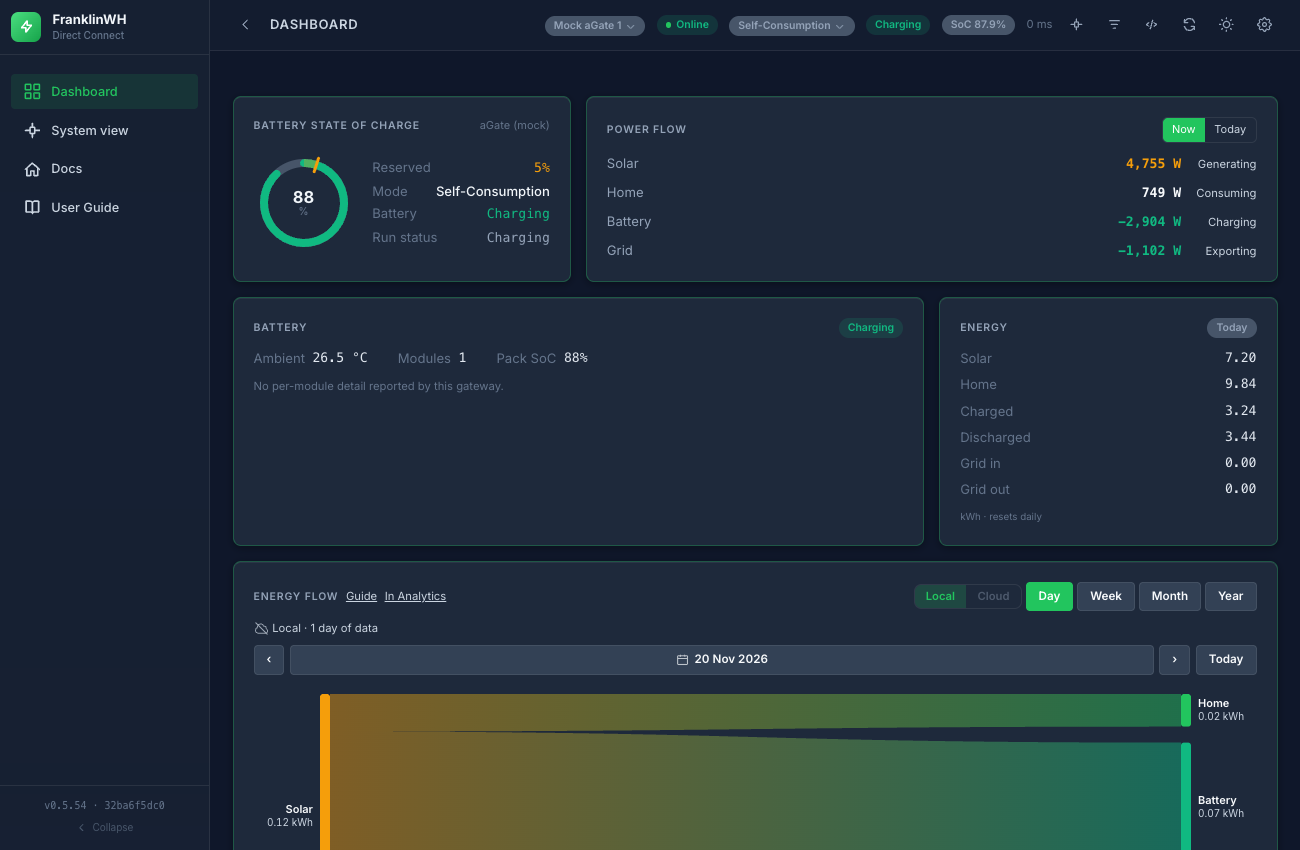 FranklinWH
Direct Connect
Dashboard
System view
Docs
User Guide
v0.5.54 · 32ba6f5dc0
Collapse
DASHBOARD
Mock aGate 1
Online
Self-Consumption
Charging
SoC 87.9%
0 ms
BATTERY STATE OF CHARGE
aGate (mock)
88
%
Reserved 5%
Mode Self-Consumption
Battery Charging
Run status Charging
POWER FLOW
Now Today
Solar 4,755 W Generating
Home 749 W Consuming
Battery −2,904 W Charging
Grid −1,102 W Exporting
BATTERY
Charging
Ambient 26.5 °C Modules 1 Pack SoC 88%
No per-module detail reported by this gateway.
ENERGY
Today
Solar 7.20
Home 9.84
Charged 3.24
Discharged 3.44
Grid in 0.00
Grid out 0.00
kWh · resets daily
ENERGY FLOW Guide In Analytics
Local Cloud Day Week Month Year
Local · 1 day of data
‹ 20 Nov 2026 › Today
Home
0.02 kWh
Solar
0.12 kWh
Battery
0.07 kWh